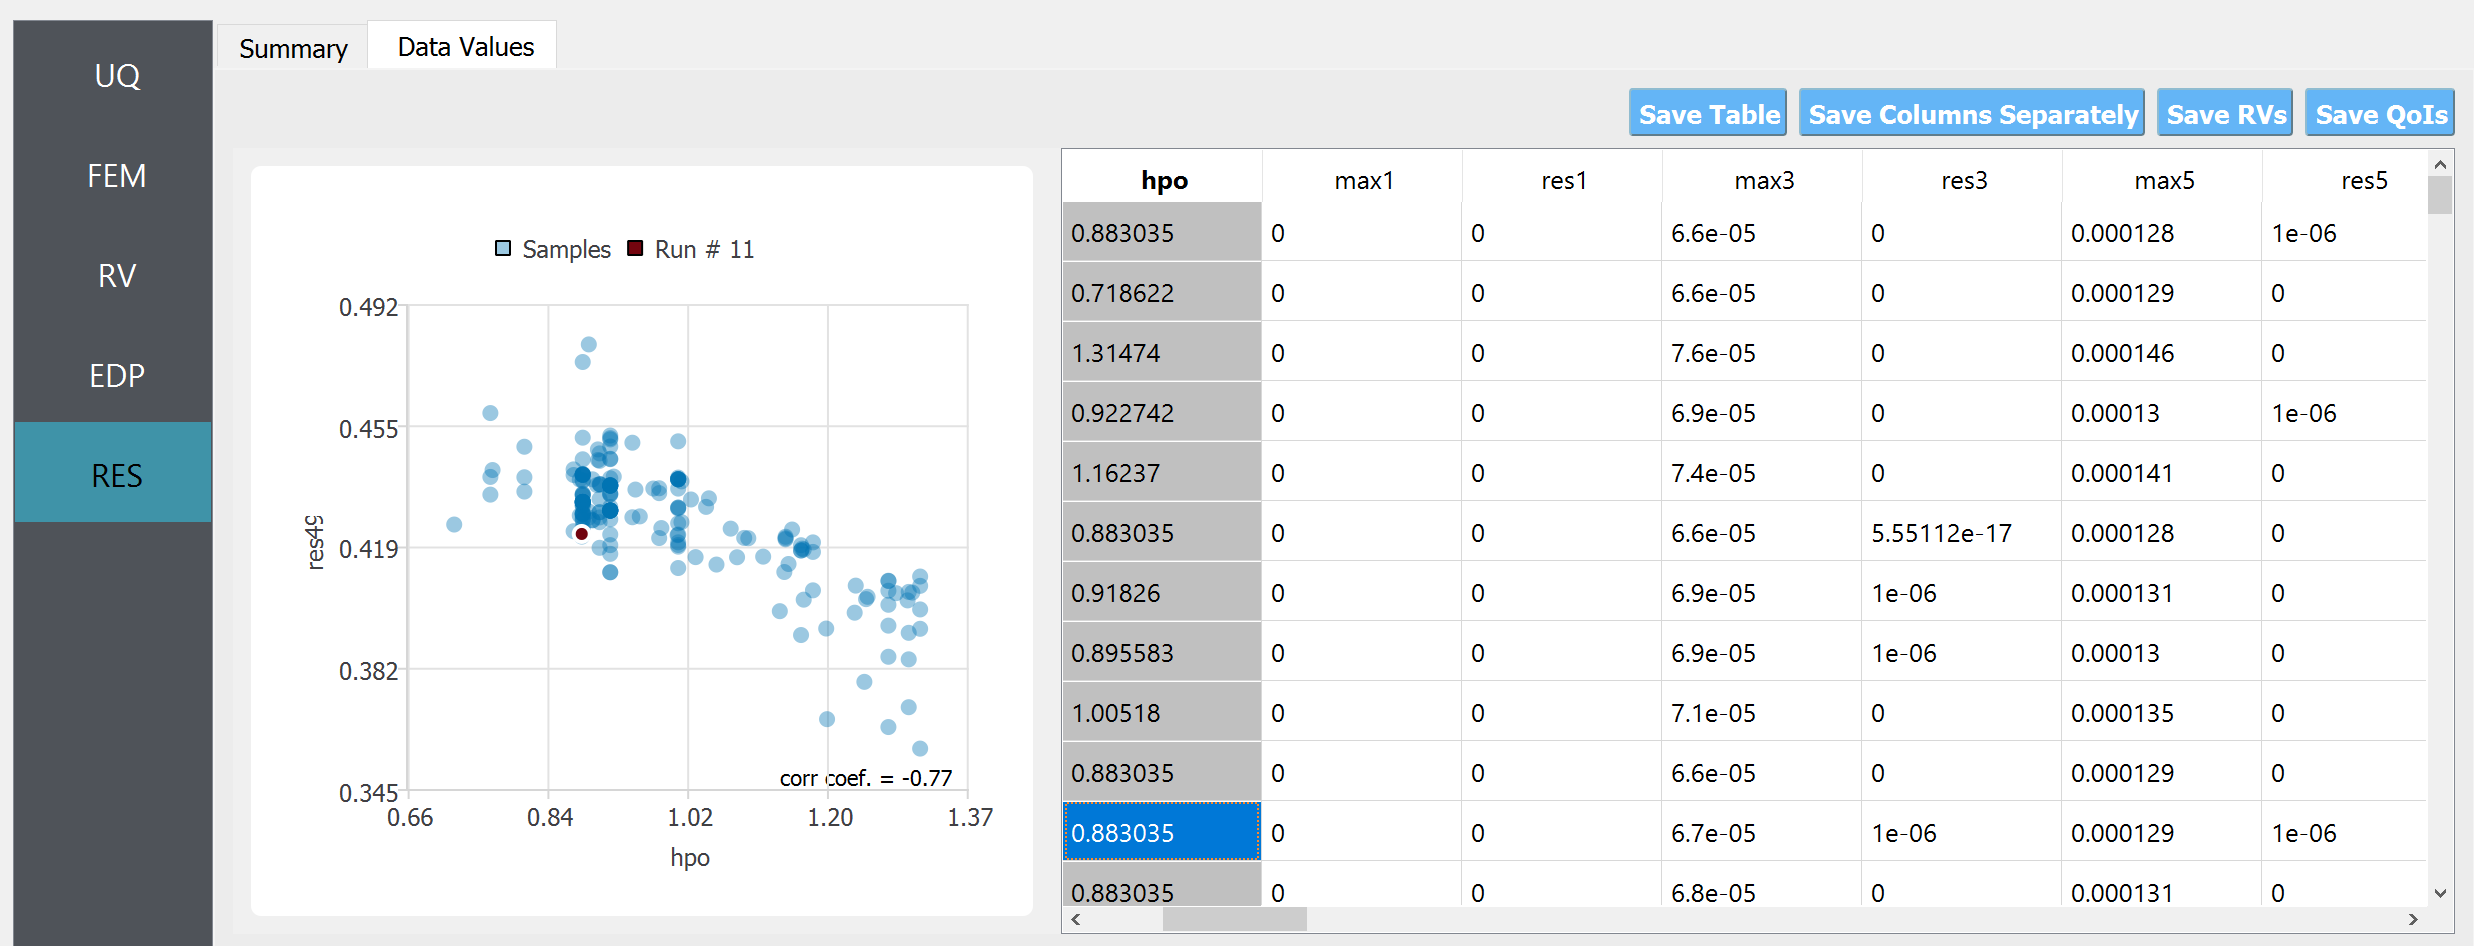 UQ
FEM
RV
EDP
RES
Summary
Data Values
Save Table
Save Columns Separately
Save RVs
Save QoIs
Samples
Run # 11
0.492
0.455
0.419
0.382
0.345
res49
corr coef. = -0.77
0.66 0.84 1.02 1.20 1.37
hpo
hpo max1 res1 max3 res3 max5 res5
0.883035 0 0 6.6e-05 0 0.000128 1e-06
0.718622 0 0 6.6e-05 0 0.000129 0
1.31474 0 0 7.6e-05 0 0.000146 0
0.922742 0 0 6.9e-05 0 0.00013 1e-06
1.16237 0 0 7.4e-05 0 0.000141 0
0.883035 0 0 6.6e-05 5.55112e-17 0.000128 0
0.91826 0 0 6.9e-05 1e-06 0.000131 0
0.895583 0 0 6.9e-05 1e-06 0.00013 0
1.00518 0 0 7.1e-05 0 0.000135 0
0.883035 0 0 6.6e-05 0 0.000129 0
0.883035 0 0 6.7e-05 1e-06 0.000129 1e-06
0.883035 0 0 6.8e-05 0 0.000131 0